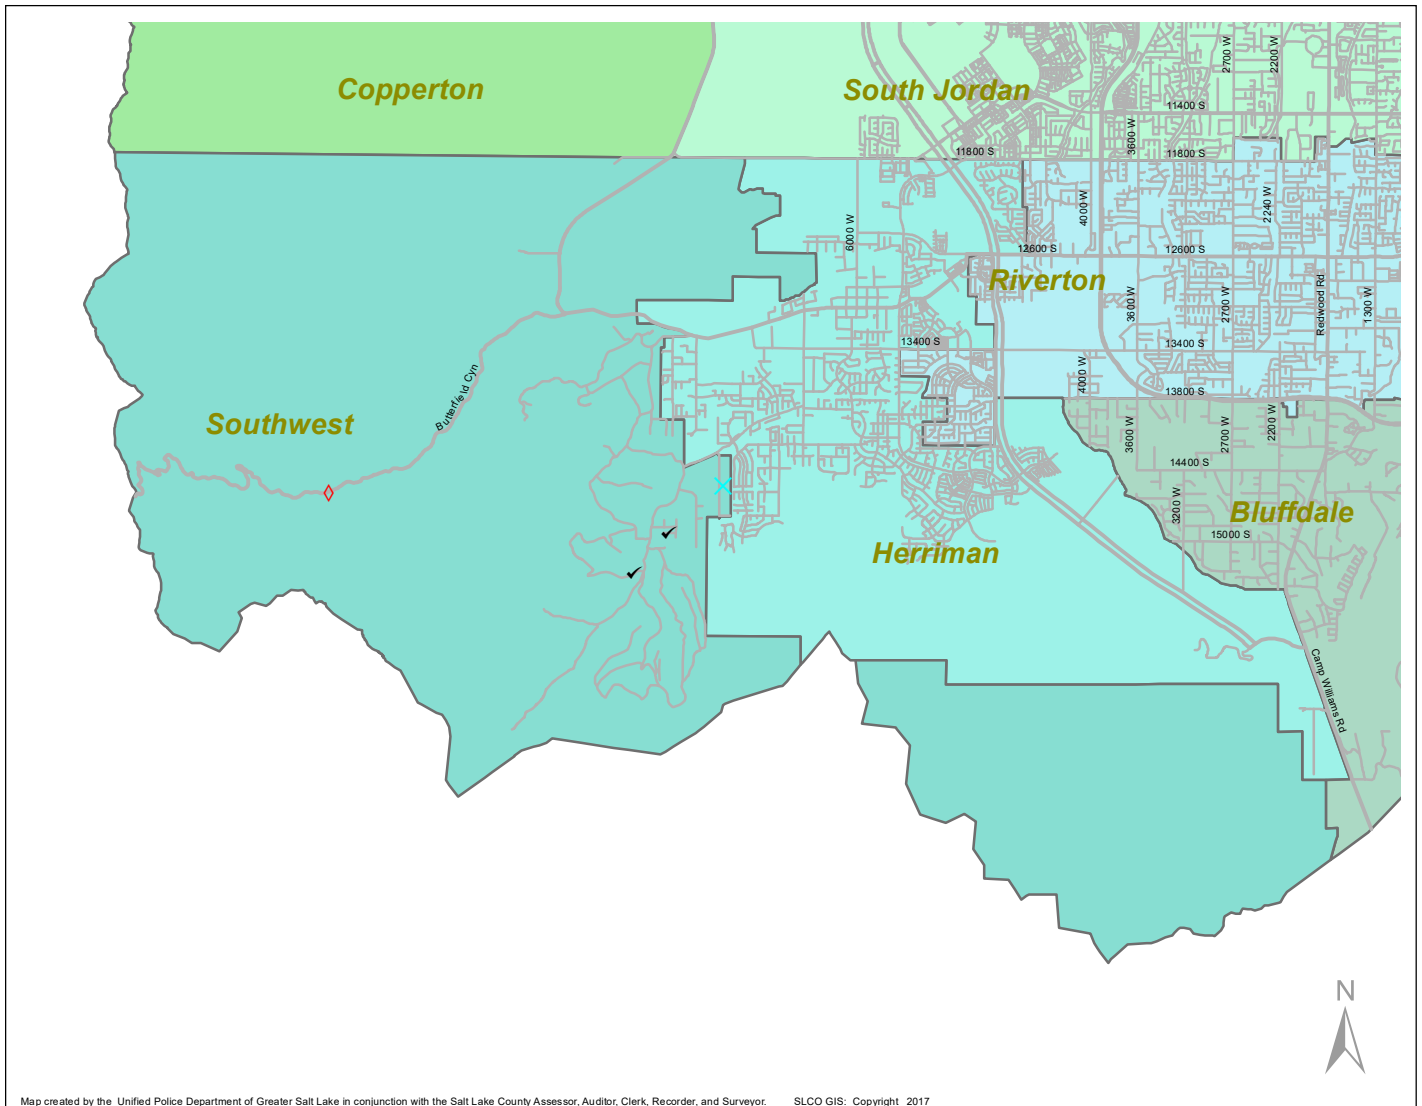 Copperton
South Jordan
2700 W
2200 W
11400 S
3600 W
11800 S
11800 S
4000 W
2240 W
6000 W
12600 S
12600 S
Riverton
3600 W
2700 W
Redwood Rd
1300 W
13400 S
13400 S
4000 W
13800 S
Butterfield Cyn
Southwest
3600 W
2700 W
2200 W
14400 S
3200 W
Bluffdale
15000 S
Herriman
Camp Williams Rd
N
Map created by the Unified Police Department of Greater Salt Lake in conjunction with the Salt Lake County Assessor, Auditor, Clerk, Recorder, and Surveyor. SLCO GIS: Copyright 2017